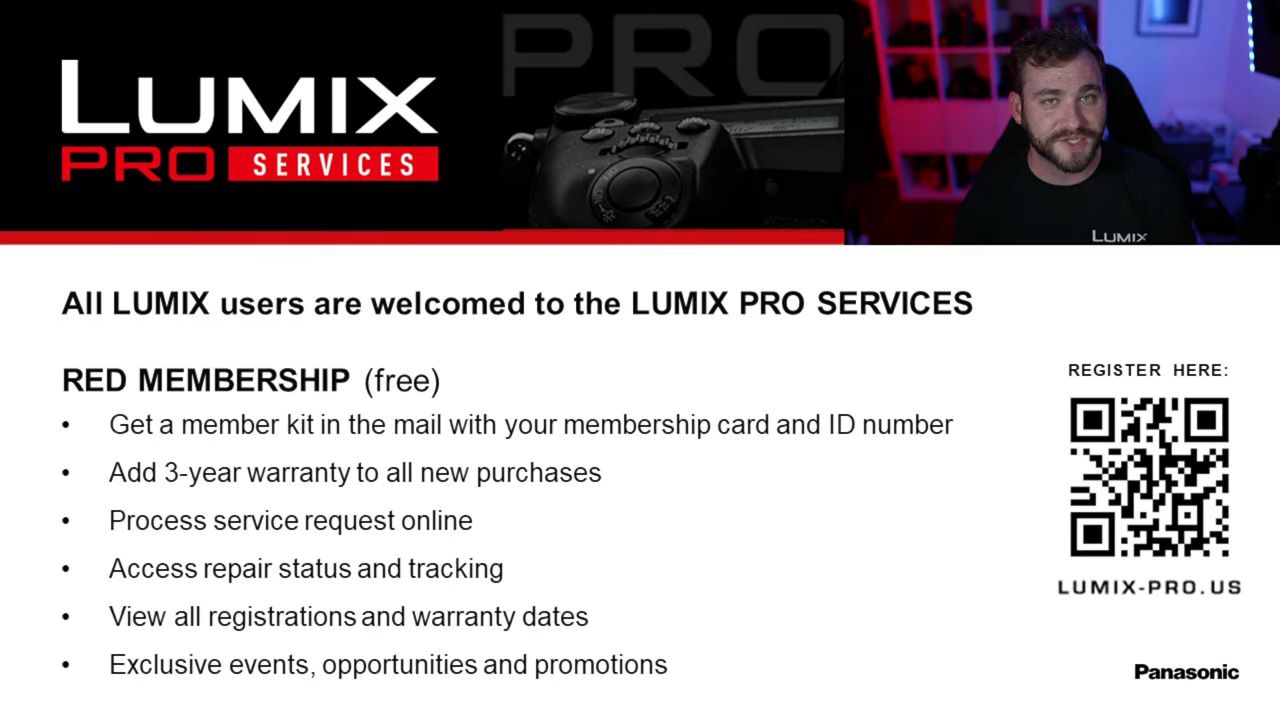 PRO
LUMIX
PRO SERVICES
LUMIX
All LUMIX users are welcomed to the LUMIX PRO SERVICES
RED MEMBERSHIP (free)
• Get a member kit in the mail with your membership card and ID number
• Add 3-year warranty to all new purchases
• Process service request online
• Access repair status and tracking
• View all registrations and warranty dates
• Exclusive events, opportunities and promotions
REGISTER HERE:
LUMIX-PRO.US
Panasonic